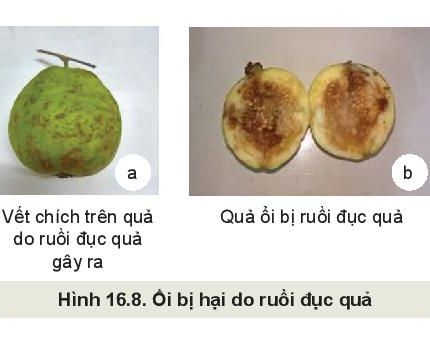 a
b
Vết chích trên quả
do ruồi đục quả
gây ra
Quả ổi bị ruồi đục quả
Hình 16.8. Ổi bị hại do ruồi đục quả